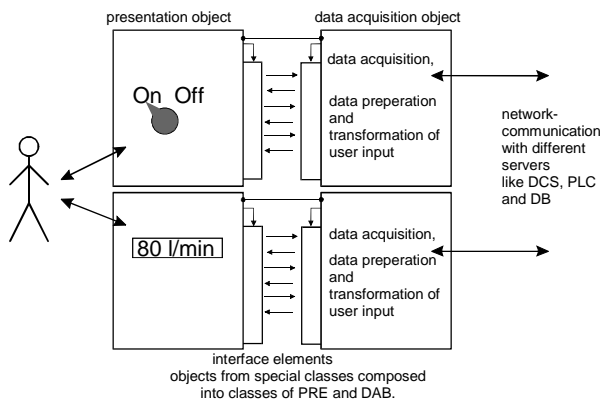 presentation object
data acquisition object
On Off
data acquisition,
data preperation
and
transformation of
user input
network-
communication
with different
servers
like DCS, PLC
and DB
80 l/min
data acquisition,
data preperation
and
transformation of
user input
interface elements
objects from special classes composed
into classes of PRE and DAB.